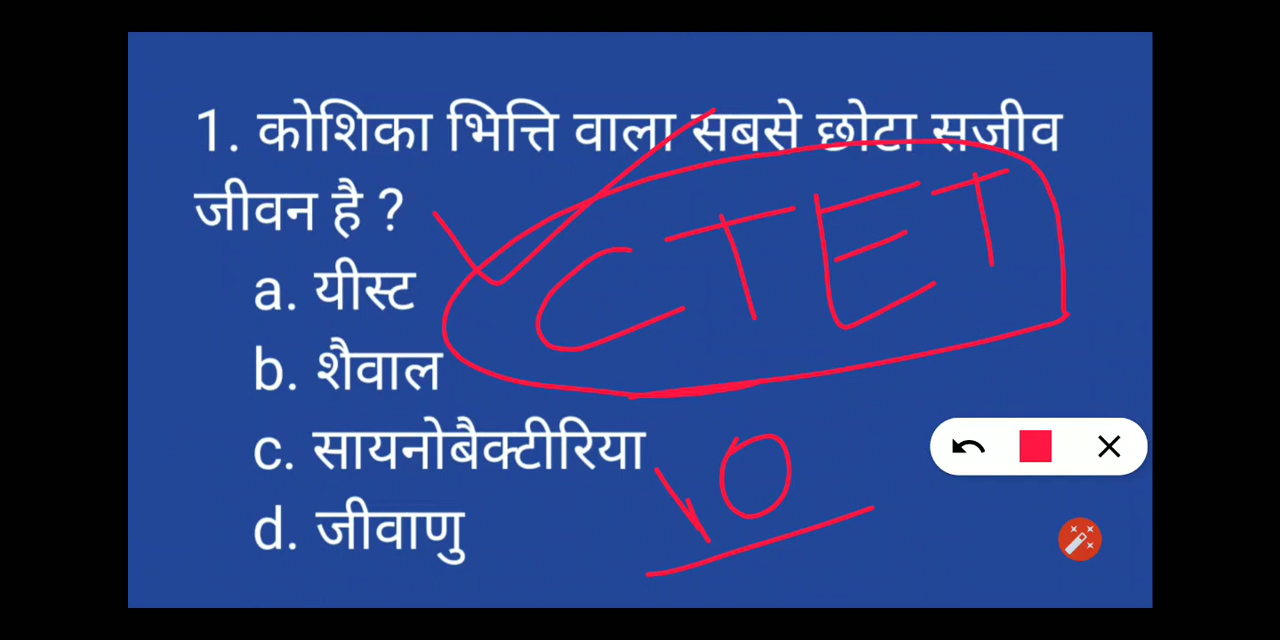 1. कोशिका भित्ति वाला सबसे छोटा सजीव
जीवन है ?
CTET
a. यीस्ट
b. शैवाल
c. सायनोबैक्टीरिया
10
d. जीवाणु